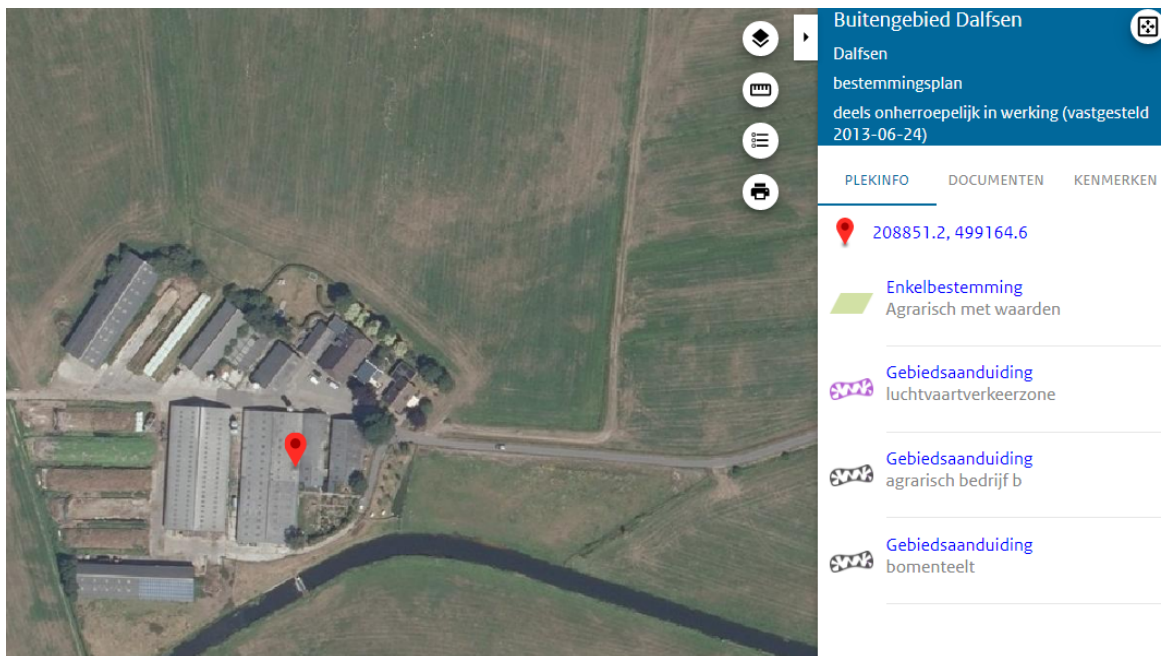 Buitengebied Dalfsen
Dalfsen
bestemmingsplan
deels onherroepelijk in werking (vastgesteld
2013-06-24)
PLEKINFO DOCUMENTEN KENMERKEN
208851.2, 499164.6
Enkelbestemming
Agrarisch met waarden
Gebiedsaanduiding
luchtvaartverkeerzone
Gebiedsaanduiding
agrarisch bedrijf b
Gebiedsaanduiding
bomenteelt